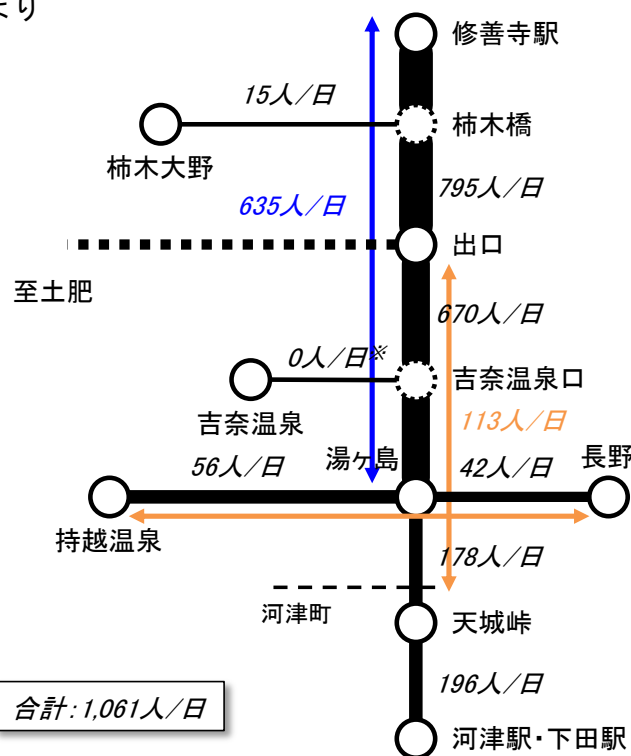 より
修善寺駅
15人/日
柿木橋
柿木大野
795人/日
635人/日
出口
至土肥
670人/日
0人/日※
吉奈温泉口
吉奈温泉
113人/日
湯ヶ島
長野
56人/日
42人/日
持越温泉
178人/日
河津町
天城峠
196人/日
合計:1,061人/日
河津駅・下田駅